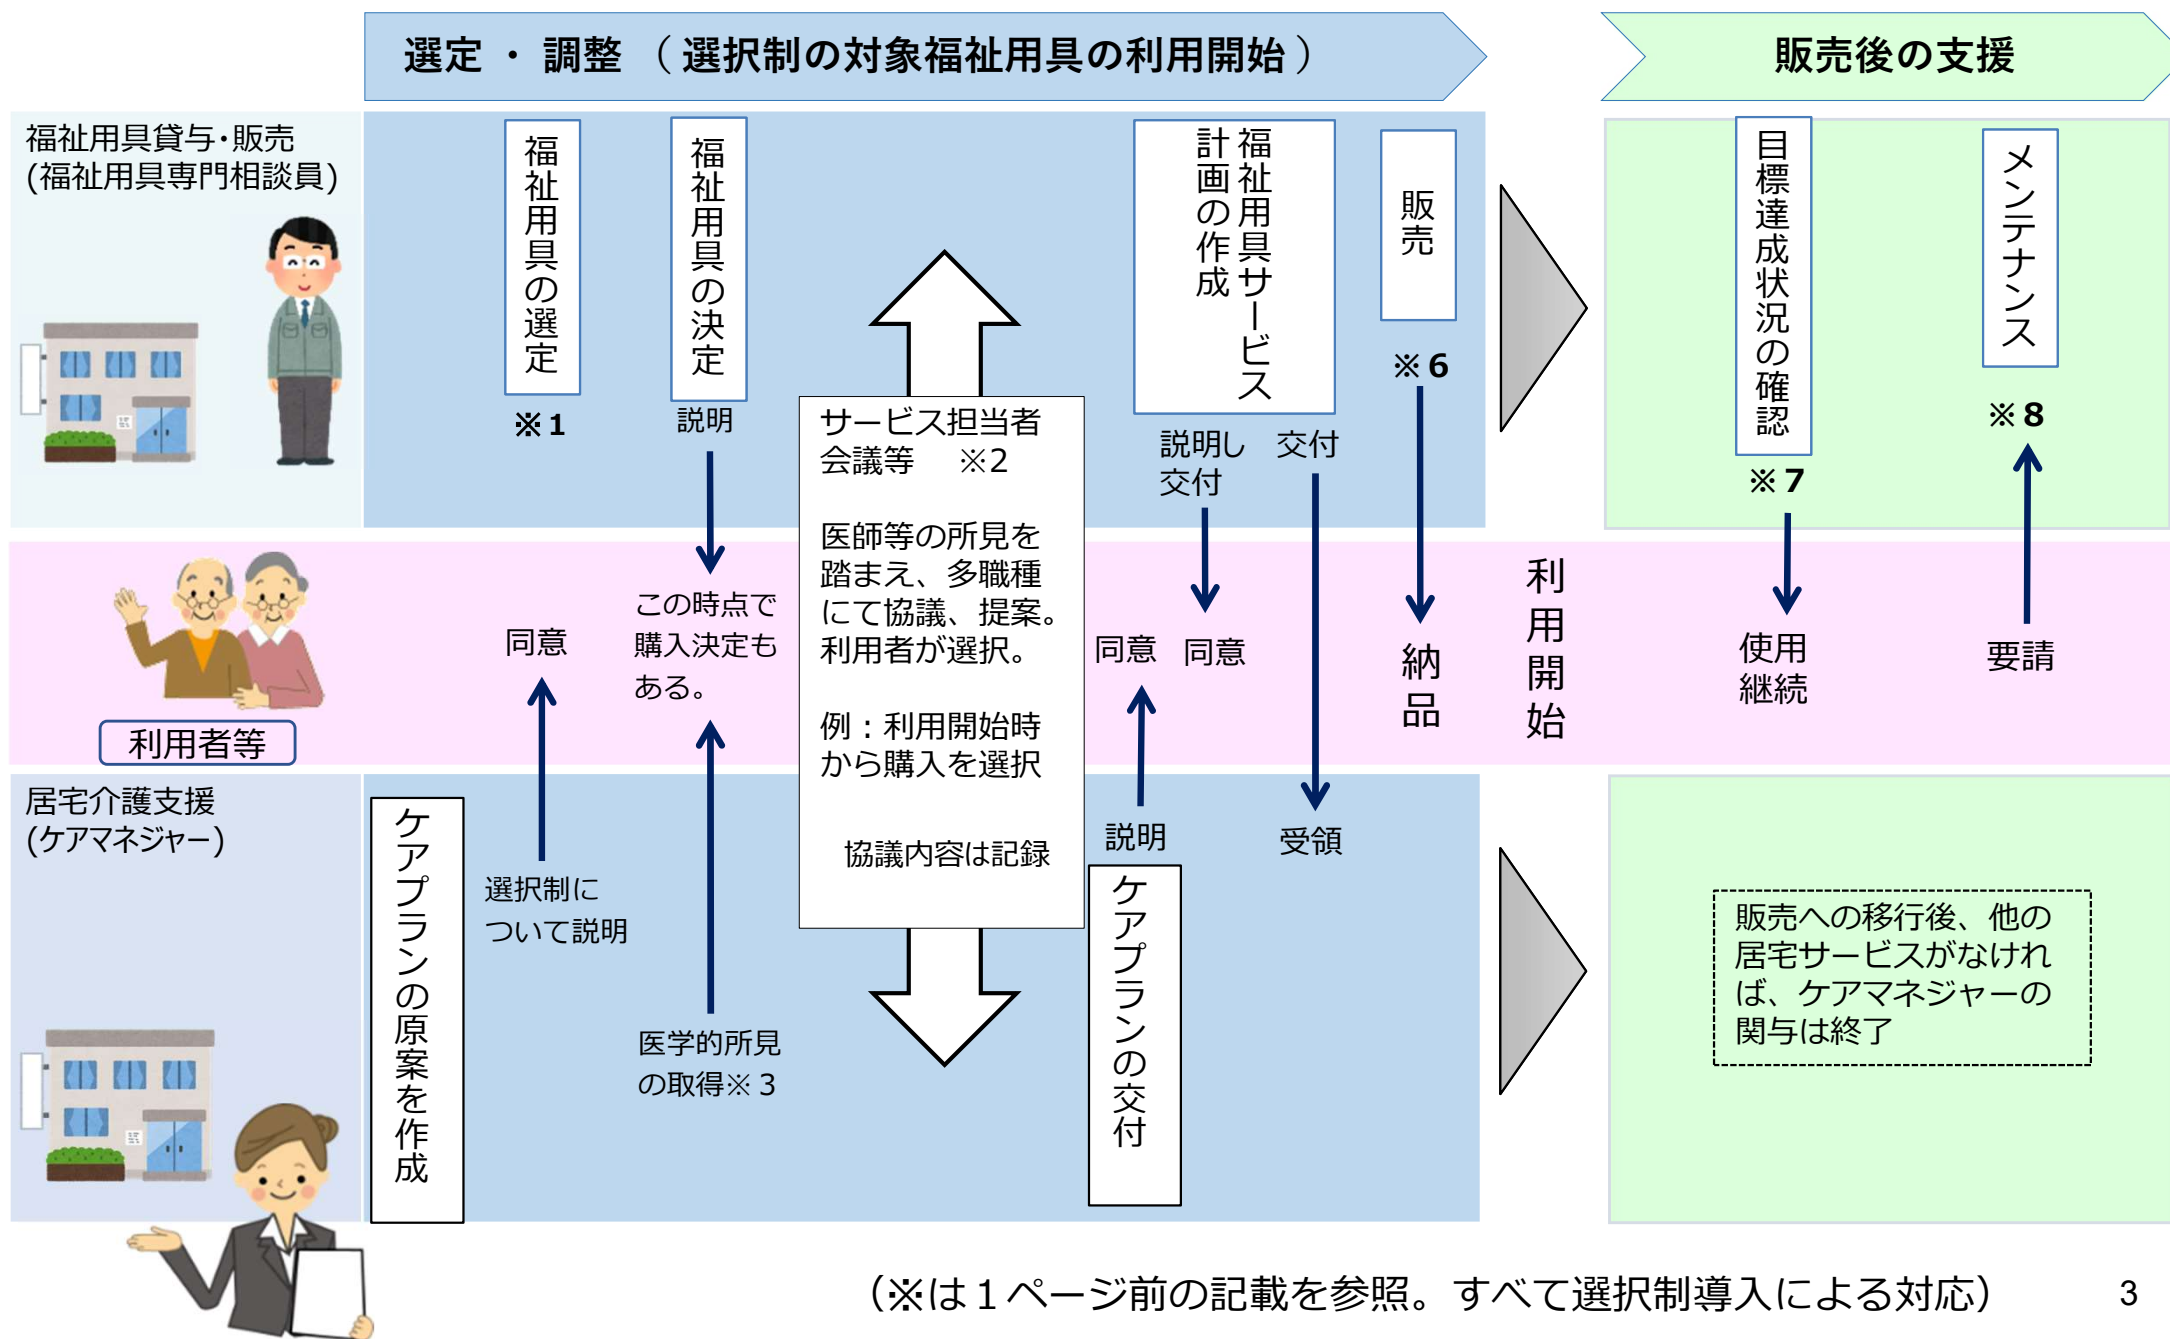 選定 ・ 調整 （ 選択制の対象福祉用具の利用開始 ）
販売後の支援
福祉用具貸与・販売
(福祉用具専門相談員)
福祉用具の選定
※１
福祉用具の決定
説明
サービス担当者
会議等　※2
医師等の所見を
踏まえ、多職種
にて協議、提案。
利用者が選択。
例：利用開始時
から購入を選択
協議内容は記録
福祉用具サービス
計画の作成
説明し
交付
交付
販売
※６
目標達成状況の確認
※７
メンテナンス
※８
利用者等
同意
この時点で
購入決定も
ある。
同意
同意
納品
利用開始
使用
継続
要請
居宅介護支援
(ケアマネジャー)
ケアプランの原案を作成
選択制に
ついて説明
医学的所見
の取得※３
説明
ケアプランの交付
受領
販売への移行後、他の
居宅サービスがなけれ
ば、ケアマネジャーの
関与は終了
（※は１ページ前の記載を参照。すべて選択制導入による対応）
3